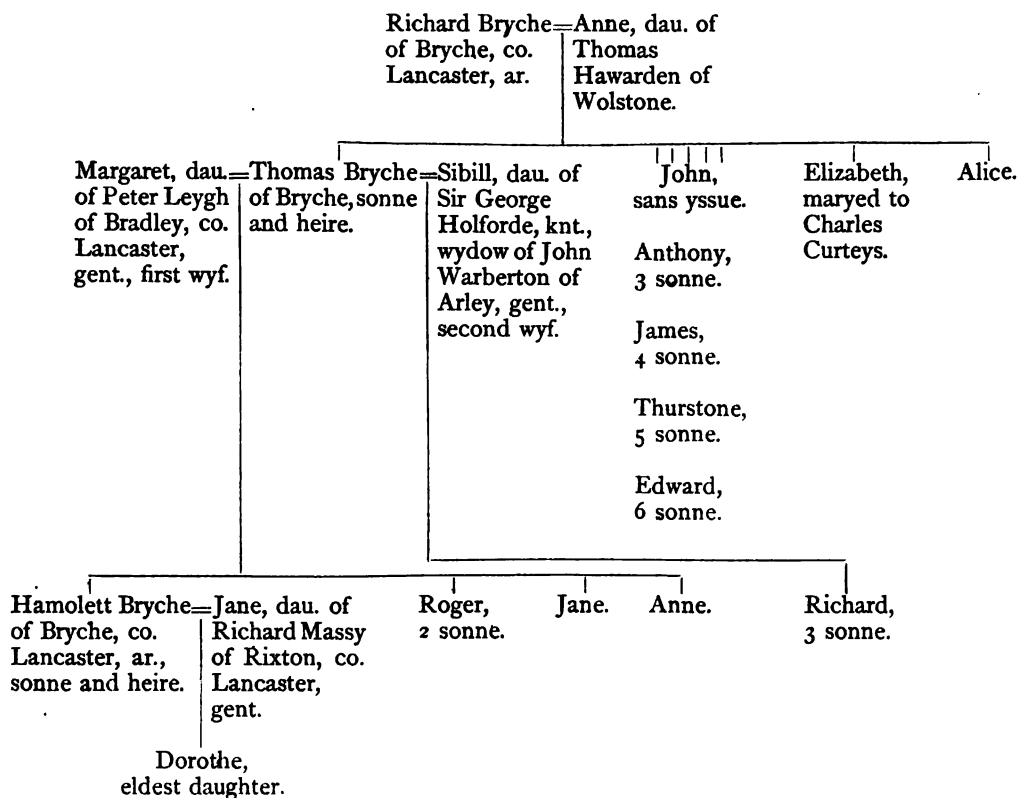 Richard Bryche=Anne, dau. of
of Bryche, co. Thomas
Lancaster, ar. Hawarden of
Wolstone.
Margaret, dau.=Thomas Bryche=Sibill, dau. of
of Peter Leygh of Bryche, sonne Sir George
of Bradley, co. and heire. Holforde, knt.,
Lancaster, wydow of John
gent., first wyf. Warberton of
Arley, gent.,
second wyf.
John,
sans yssue.
Anthony,
3 sonne.
James,
4 sonne.
Thurstone,
5 sonne.
Edward,
6 sonne.
Elizabeth,
maryed to
Charles
Curteys.
Alice.
Hamolett Bryche=Jane, dau. of
of Bryche, co. Richard Massy
Lancaster, ar., of Rixton, co.
sonne and heire. Lancaster,
gent.
Roger,
2 sonne.
Jane.
Anne.
Richard,
3 sonne.
Dorothe,
eldest daughter.